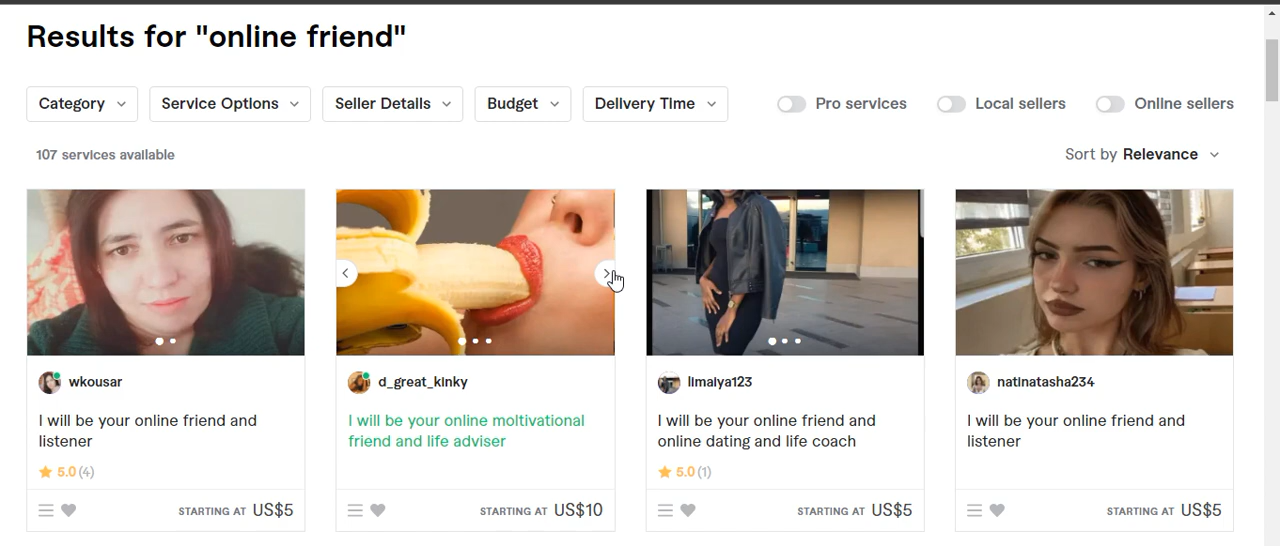 Results for "online friend"
Category Service Options Seller Details Budget Delivery Time Pro services Local sellers Online sellers
107 services available Sort by Relevance
wkousar d_great_kinky limaiya123 natinatasha234
I will be your online friend and I will be your online moltivational I will be your online friend and I will be your online friend and
listener friend and life adviser online dating and life coach listener
5.0 (4) 5.0 (1)
STARTING AT US$5 STARTING AT US$10 STARTING AT US$5 STARTING AT US$5